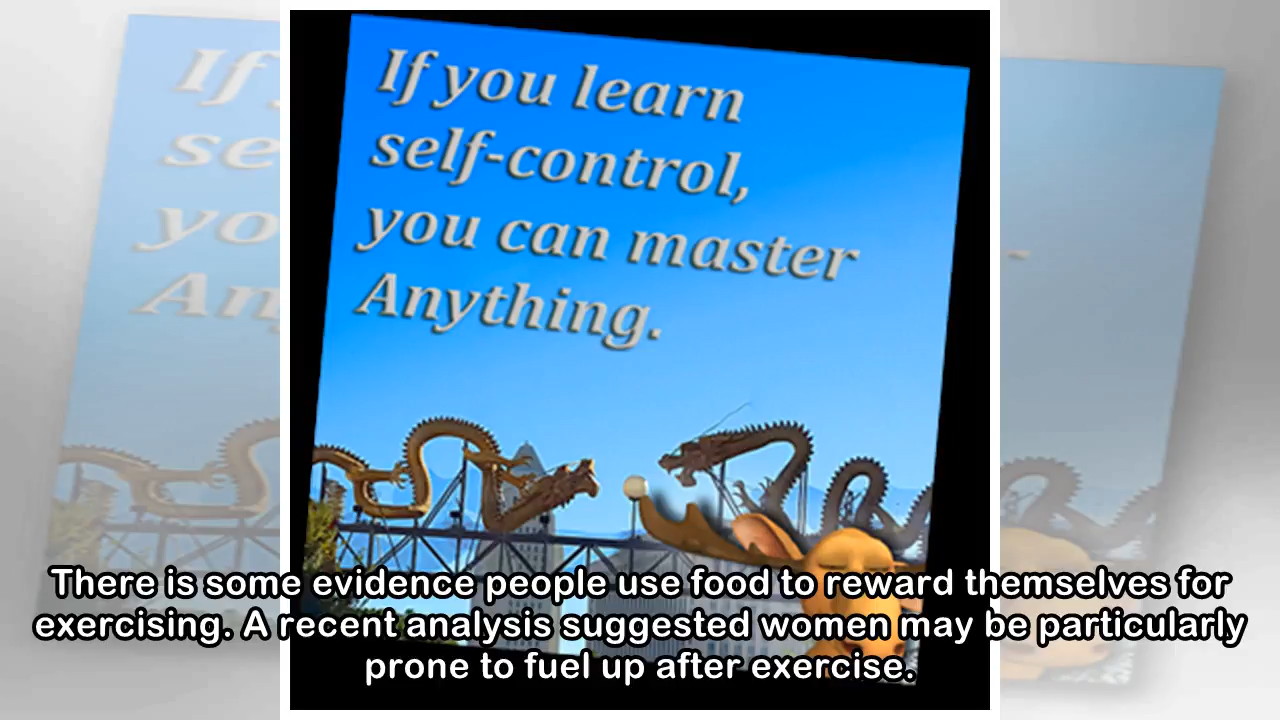 If you learn
self-control,
you can master
Anything.
There is some evidence people use food to reward themselves for
exercising. A recent analysis suggested women may be particularly
prone to fuel up after exercise.